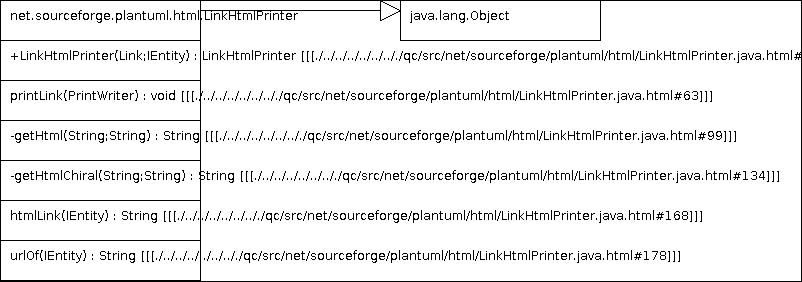 net.sourceforge.plantuml.html.LinkHtmlPrinter
java.lang.Object
+LinkHtmlPrinter(Link;IEntity) : LinkHtmlPrinter [[[./../../../../../../qc/src/net/sourceforge/plantuml/html/LinkHtmlPrinter.java.html#
printLink(PrintWriter) : void [[[./../../../../../../qc/src/net/sourceforge/plantuml/html/LinkHtmlPrinter.java.html#63]]]
-getHtml(String;String) : String [[[./../../../../../../qc/src/net/sourceforge/plantuml/html/LinkHtmlPrinter.java.html#99]]]
-getHtmlChiral(String;String) : String [[[./../../../../../../qc/src/net/sourceforge/plantuml/html/LinkHtmlPrinter.java.html#134]]]
htmlLink(IEntity) : String [[[./../../../../../../qc/src/net/sourceforge/plantuml/html/LinkHtmlPrinter.java.html#168]]]
urlOf(IEntity) : String [[[./../../../../../../qc/src/net/sourceforge/plantuml/html/LinkHtmlPrinter.java.html#178]]]